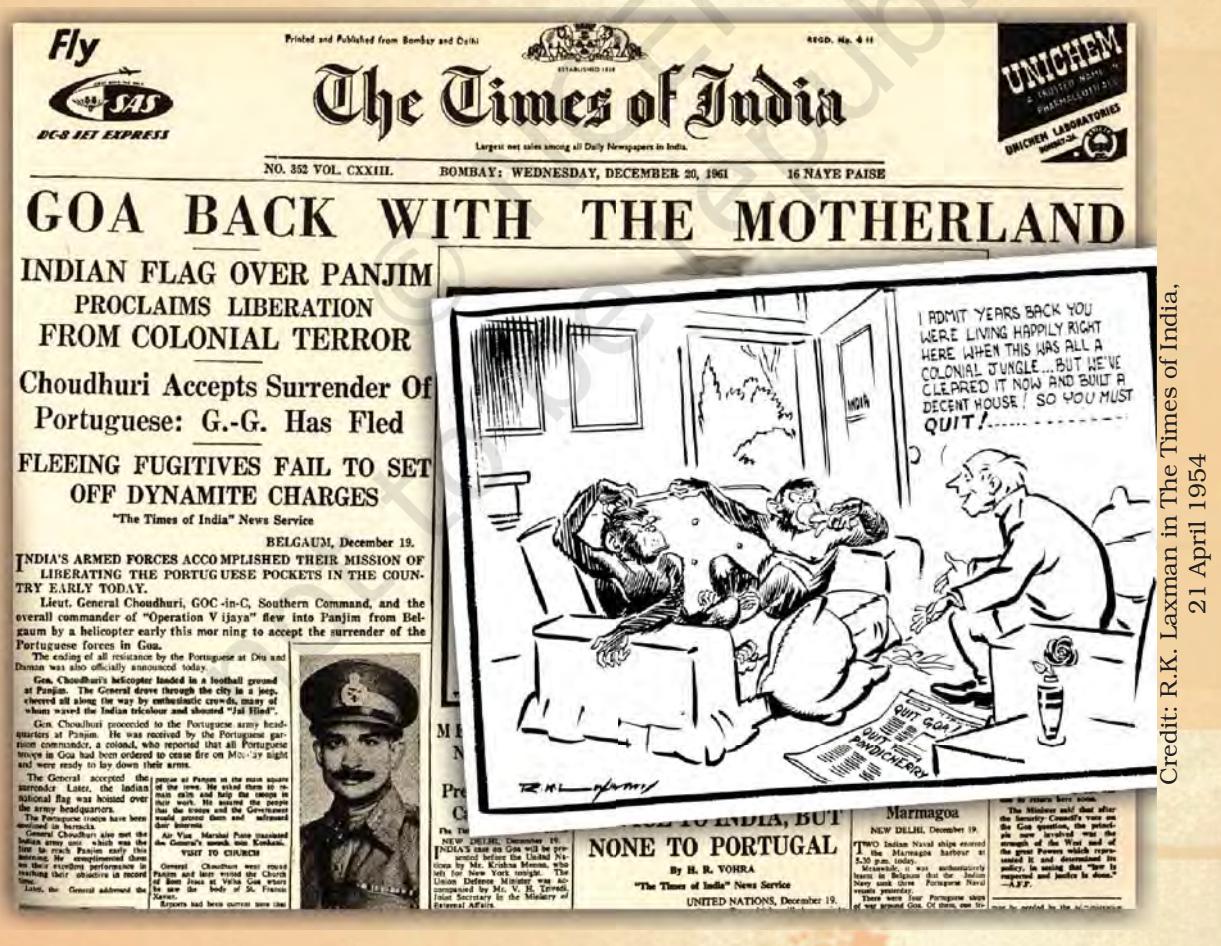 Fly
SAS
DC-8 JET EXPRESS
Printed and Published from Bombay and Delhi
ESTABLISHED 1838
REGD. No.
The Times of India
Largest net sales among all Daily Newspapers in India.
UNICHEM
A TRUSTED NAME IN
PHARMACEUTICALS
UNICHEM LABORATORIES
NO. 352 VOL. CXXIII.
BOMBAY: WEDNESDAY, DECEMBER 20, 1961
16 NAYE PAISE
GOA BACK WITH THE MOTHERLAND
INDIAN FLAG OVER PANJIM
PROCLAIMS LIBERATION
FROM COLONIAL TERROR
Choudhuri Accepts Surrender Of
Portuguese: G.-G. Has Fled
FLEEING FUGITIVES FAIL TO SET
OFF DYNAMITE CHARGES
"The Times of India" News Service
BELGAUM, December 19.
INDIA'S ARMED FORCES ACCOMPLISHED THEIR MISSION OF
LIBERATING THE PORTUGUESE POCKETS IN THE COUN-
TRY EARLY TODAY.
Lieut. General Choudhuri, GOC-in-C, Southern Command, and the
overall commander of "Operation Vijaya" flew into Panjim from Bel-
gaum by a helicopter early this morning to accept the surrender of the
Portuguese forces in Goa.
The ending of all resistance by the Portuguese at Diu and
Daman was also officially announced today.
Gen. Choudhuri's helicopter landed in a football ground
at Panjim. The General drove through the city in a jeep,
cheered all along the way by enthusiastic crowds, many of
whom waved the Indian tricolour and shouted "Jai Hind".
Gen. Choudhuri proceeded to the Portuguese army head-
quarters at Panjim. He was received by the Portuguese gar-
rison commander, a colonel, who reported that all Portuguese
troops in Goa had been ordered to cease fire on Monday night
and were ready to lay down their arms.
The General accepted the
surrender. Later, the Indian
national flag was hoisted over
the army headquarters.
The Portuguese troops have been
confined in barracks.
General Choudhuri also met the
Indian army unit which was the
first to reach Panjim early this
morning. He complimented them
on their excellent performance in
reaching their objective in record
time.
Later, the General addressed the
people of Panjim in the main square
of the town. He asked them to re-
main calm and help the troops in
their work. He assured the people
that the troops and the Government
would protect them and safeguard
their interests.
Air Vice Marshal Pinto translated
the General's speech into Konkani.
VISIT TO CHURCH
General Choudhuri went round
Panjim and later visited the Church
of Bom Jesus at Velha Goa where
he saw the body of St. Francis
Xavier.
Reports had been current here that
I ADMIT YEARS BACK YOU
WERE LIVING HAPPILY RIGHT
HERE WHEN THIS WAS ALL A
COLONIAL JUNGLE...BUT WE'VE
CLEARED IT NOW AND BUILT A
DECENT HOUSE! SO YOU MUST
QUIT!
INDIA
QUIT GOA!
QUIT
PONDICHERRY
NEW DELHI, December 19.
INDIA'S case on Goa will be pre-
sented before the United Na-
tions by Mr. Krishna Menon, who
left for New York tonight. The
Union Defence Minister was ac-
companied by Mr. V. H. Trivedi,
Joint Secretary in the Ministry of
External Affairs.
TO INDIA, BUT
NONE TO PORTUGAL
By H. R. VOHRA
"The Times of India" News Service
UNITED NATIONS, December 19.
Marmagoa
NEW DELHI, December 19.
TWO Indian Naval ships entered
the Marmagoa harbour at
5.30 p.m. today.
Meanwhile, it was authoritatively
learnt in Belgaum that the Indian
Navy sunk three Portuguese Naval
vessels yesterday.
There were four Portuguese ships
of war around Goa. Of these, one fri-
The Minister said that after
the Security Council's vote on
the Goa question, the princi-
ple now involved was the
strength of the West and of
the great Powers which repre-
sented it and determined its
policy, in seeing that "law is
respected and justice is done."
—A.F.P.
Credit: R.K. Laxman in The Times of India,
21 April 1954